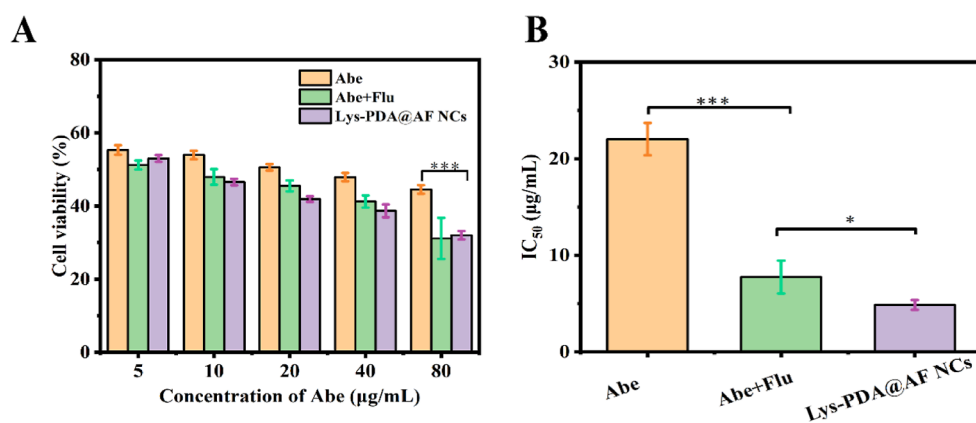 A
Cell viability (%)
80
60
40
20
0
Abe
Abe+Flu
Lys-PDA@AF NCs
***
5 10 20 40 80
Concentration of Abe (μg/mL)
B
IC50 (μg/mL)
30
20
10
0
***
*
Abe
Abe+Flu
Lys-PDA@AF NCs